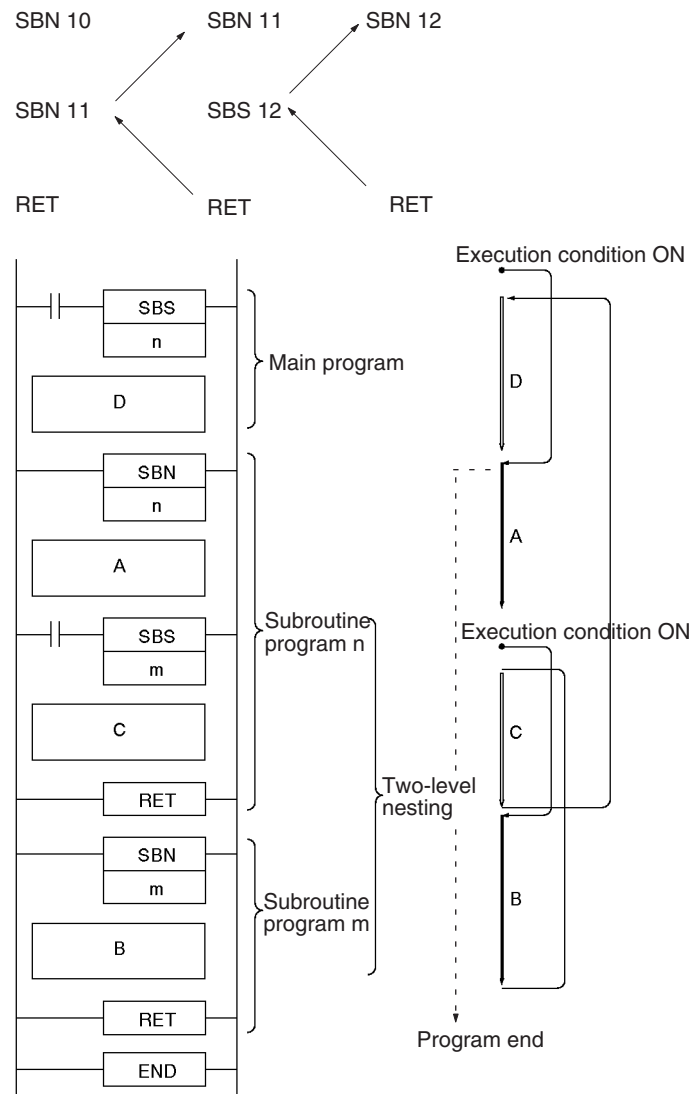 SBN 10
SBN 11
SBN 12
SBN 11
SBS 12
RET
RET
RET
Execution condition ON
SBS
n
Main program
D
D
SBN
n
A
A
SBS
m
Subroutine
program n
Execution condition ON
C
C
RET
Two-level
nesting
SBN
m
Subroutine
program m
B
B
RET
Program end
END